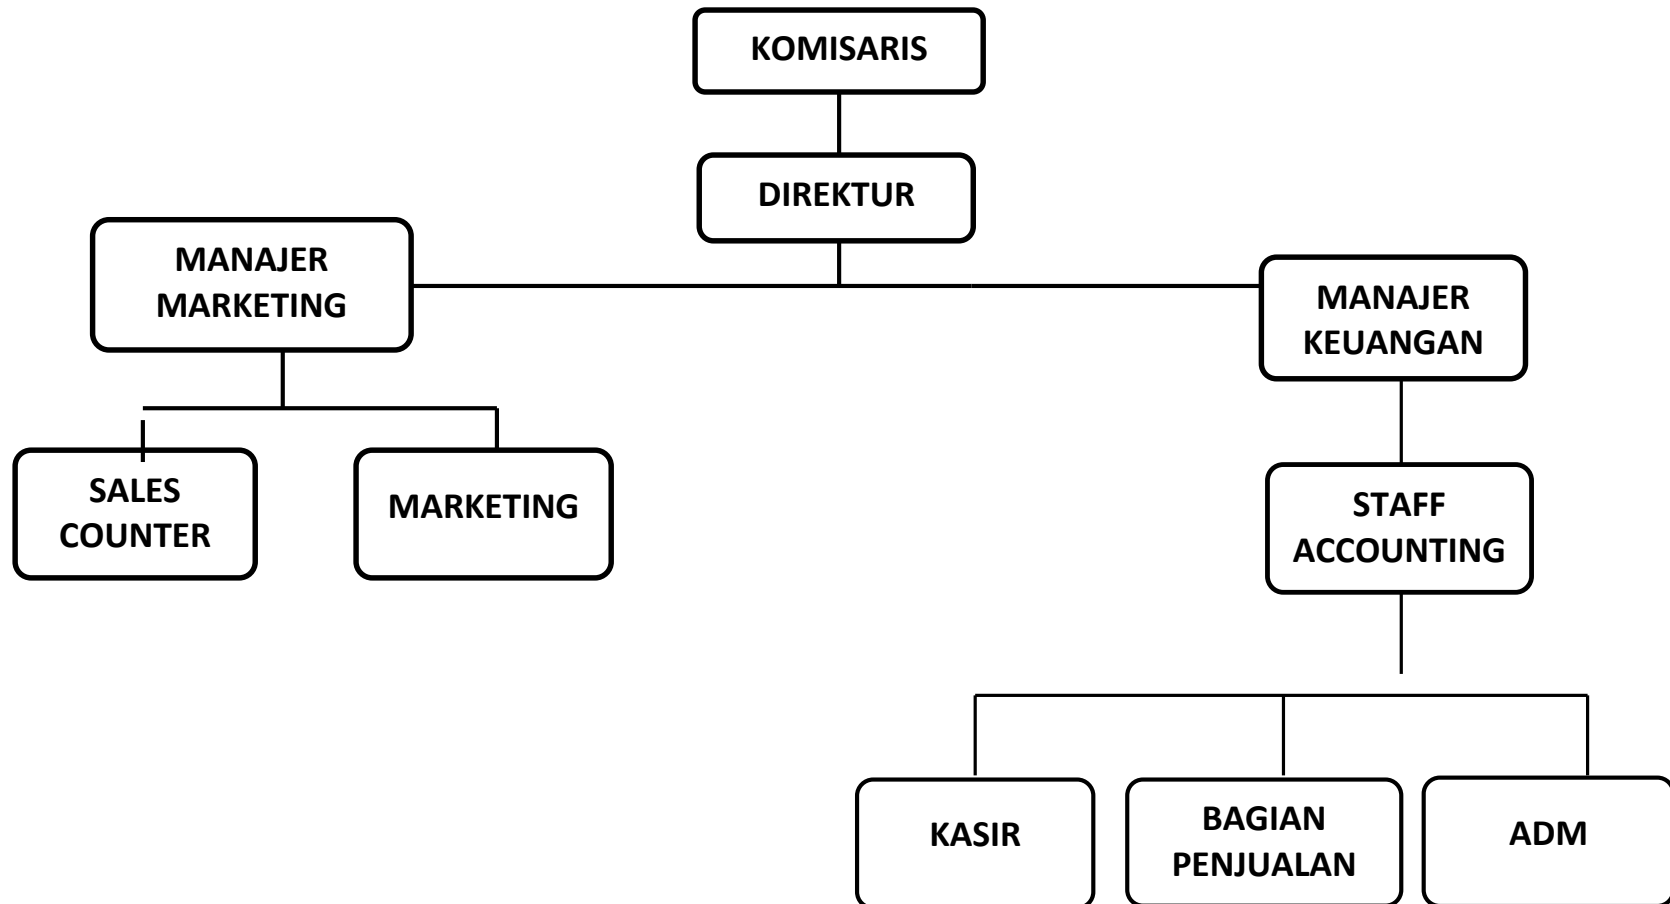 KOMISARIS
DIREKTUR
MANAJER
MARKETING
MANAJER
KEUANGAN
SALES
COUNTER
MARKETING
STAFF
ACCOUNTING
KASIR
BAGIAN
PENJUALAN
ADM